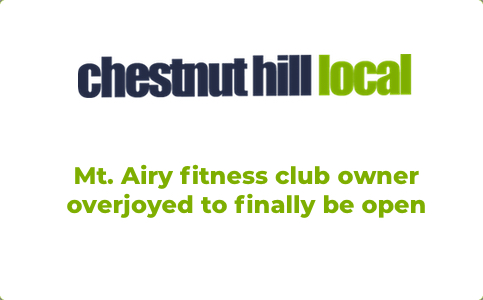 chestnut hill local
Mt. Airy fitness club owner
overjoyed to finally be open